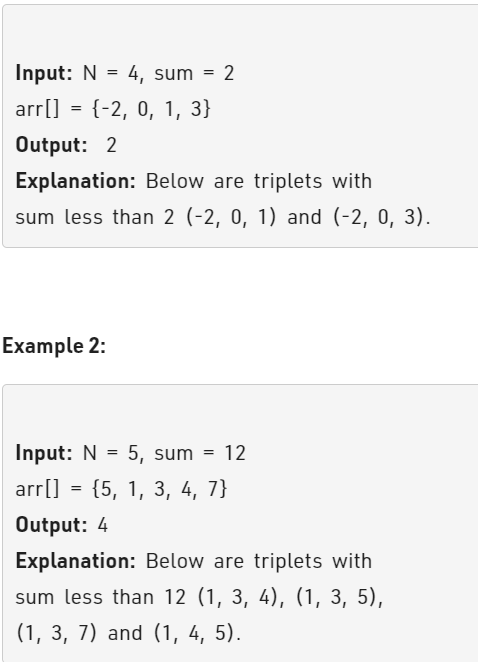 Input: N = 4, sum = 2
arr[] = {-2, 0, 1, 3}
Output: 2
Explanation: Below are triplets with
sum less than 2 (-2, 0, 1) and (-2, 0, 3).
Example 2:
Input: N = 5, sum = 12
arr[] = {5, 1, 3, 4, 7}
Output: 4
Explanation: Below are triplets with
sum less than 12 (1, 3, 4), (1, 3, 5),
(1, 3, 7) and (1, 4, 5).